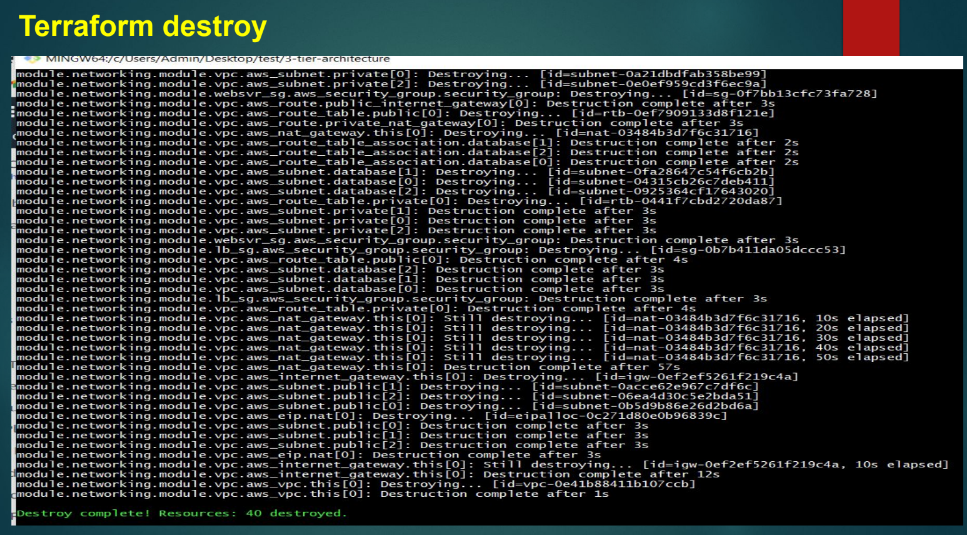 Terraform destroy
MINGW64:/c/Users/Admin/Desktop/test/3-tier-architecture
module.networking.module.vpc.aws_subnet.private[0]: Destroying... [id=subnet-0a21dbdfab358be99]
module.networking.module.vpc.aws_subnet.private[2]: Destroying... [id=subnet-0e0ef959cd3f6ec9a]
module.networking.module.websvr_sg.aws_security_group.security_group: Destroying... [id=sg-0f7bb13cfc73fa728]
module.networking.module.vpc.aws_route.public_internet_gateway[0]: Destruction complete after 3s
module.networking.module.vpc.aws_route_table.public[0]: Destroying... [id=rtb-0ef7909133d8f121e]
module.networking.module.vpc.aws_route.private_nat_gateway[0]: Destruction complete after 3s
module.networking.module.vpc.aws_nat_gateway.this[0]: Destroying... [id=nat-03484b3d7f6c31716]
module.networking.module.vpc.aws_route_table_association.database[1]: Destruction complete after 2s
module.networking.module.vpc.aws_route_table_association.database[2]: Destruction complete after 2s
module.networking.module.vpc.aws_route_table_association.database[0]: Destruction complete after 2s
module.networking.module.vpc.aws_subnet.database[1]: Destroying... [id=subnet-0fa28647c54f6cb2b]
module.networking.module.vpc.aws_subnet.database[0]: Destroying... [id=subnet-04315cb26c7deb411]
module.networking.module.vpc.aws_subnet.database[2]: Destroying... [id=subnet-0925364cf17643020]
module.networking.module.vpc.aws_route_table.private[0]: Destroying... [id=rtb-0441f7cbd2720da87]
module.networking.module.vpc.aws_subnet.private[1]: Destruction complete after 3s
module.networking.module.vpc.aws_subnet.private[0]: Destruction complete after 3s
module.networking.module.vpc.aws_subnet.private[2]: Destruction complete after 3s
module.networking.module.websvr_sg.aws_security_group.security_group: Destruction complete after 3s
module.networking.module.lb_sg.aws_security_group.security_group: Destroying... [id=sg-0b7b411da05dccc53]
module.networking.module.vpc.aws_route_table.public[0]: Destruction complete after 4s
module.networking.module.vpc.aws_subnet.database[2]: Destruction complete after 3s
module.networking.module.vpc.aws_subnet.database[1]: Destruction complete after 3s
module.networking.module.vpc.aws_subnet.database[0]: Destruction complete after 3s
module.networking.module.lb_sg.aws_security_group.security_group: Destruction complete after 3s
module.networking.module.vpc.aws_route_table.private[0]: Destruction complete after 4s
module.networking.module.vpc.aws_nat_gateway.this[0]: Still destroying... [id=nat-03484b3d7f6c31716, 10s elapsed]
module.networking.module.vpc.aws_nat_gateway.this[0]: Still destroying... [id=nat-03484b3d7f6c31716, 20s elapsed]
module.networking.module.vpc.aws_nat_gateway.this[0]: Still destroying... [id=nat-03484b3d7f6c31716, 30s elapsed]
module.networking.module.vpc.aws_nat_gateway.this[0]: Still destroying... [id=nat-03484b3d7f6c31716, 40s elapsed]
module.networking.module.vpc.aws_nat_gateway.this[0]: Still destroying... [id=nat-03484b3d7f6c31716, 50s elapsed]
module.networking.module.vpc.aws_nat_gateway.this[0]: Destruction complete after 57s
module.networking.module.vpc.aws_internet_gateway.this[0]: Destroying... [id=igw-0ef2ef5261f219c4a]
module.networking.module.vpc.aws_subnet.public[1]: Destroying... [id=subnet-0acce62e967c7df6c]
module.networking.module.vpc.aws_subnet.public[2]: Destroying... [id=subnet-06ea4d30c5e2bda51]
module.networking.module.vpc.aws_subnet.public[0]: Destroying... [id=subnet-0b5d9b86e26d2bd6a]
module.networking.module.vpc.aws_eip.nat[0]: Destroying... [id=eipalloc-0c271d80e0b96839c]
module.networking.module.vpc.aws_subnet.public[0]: Destruction complete after 3s
module.networking.module.vpc.aws_subnet.public[1]: Destruction complete after 3s
module.networking.module.vpc.aws_subnet.public[2]: Destruction complete after 3s
module.networking.module.vpc.aws_eip.nat[0]: Destruction complete after 3s
module.networking.module.vpc.aws_internet_gateway.this[0]: Still destroying... [id=igw-0ef2ef5261f219c4a, 10s elapsed]
module.networking.module.vpc.aws_internet_gateway.this[0]: Destruction complete after 12s
module.networking.module.vpc.aws_vpc.this[0]: Destroying... [id=vpc-0e41b88411b107ccb]
module.networking.module.vpc.aws_vpc.this[0]: Destruction complete after 1s
Destroy complete! Resources: 40 destroyed.